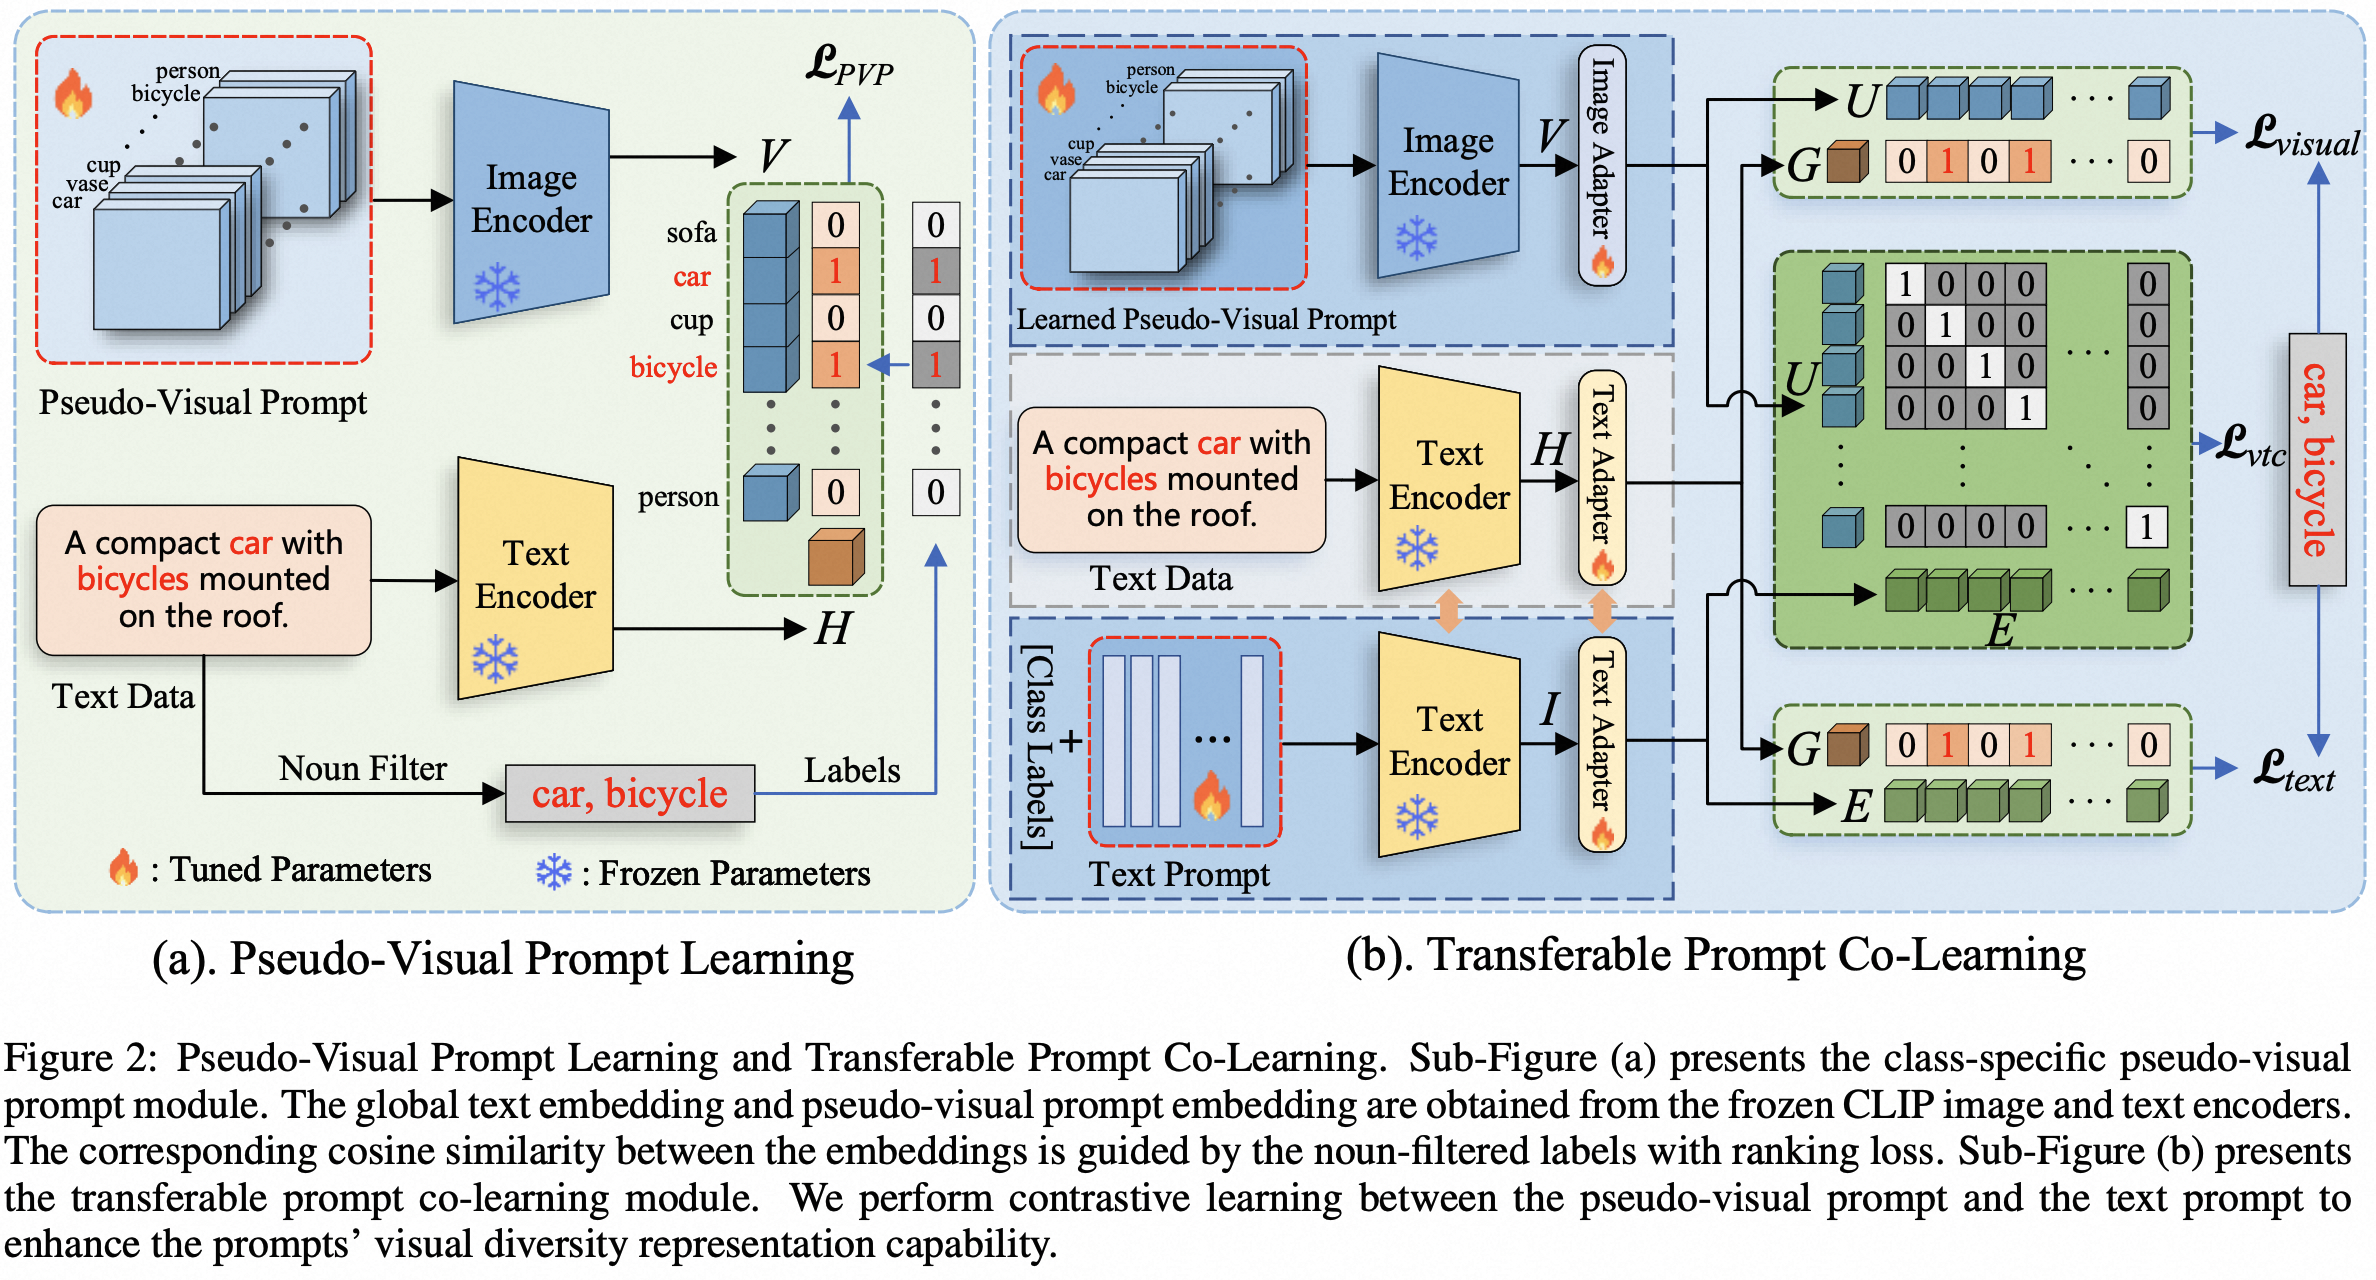 person
bicycle
cup
vase
car
Pseudo-Visual Prompt
Image
Encoder
V
ℒPVP
sofa 0 0
car 1 1
cup 0 0
bicycle 1 1
person 0 0
A compact car with
bicycles mounted
on the roof.
Text Data
Text
Encoder
H
Noun Filter
car, bicycle
Labels
: Tuned Parameters
: Frozen Parameters
(a). Pseudo-Visual Prompt Learning
person
bicycle
cup
vase
car
Learned Pseudo-Visual Prompt
Image
Encoder
V
Image Adapter
A compact car with
bicycles mounted
on the roof.
Text Data
Text
Encoder
H
Text Adapter
[Class Labels]
+
...
Text Prompt
Text
Encoder
I
Text Adapter
U ...
G 0 1 0 1 ... 0
ℒvisual
U
1 0 0 0 0
0 1 0 0 0
0 0 1 0 ... 0
0 0 0 1 0
0 0 0 0 ... 1
...
E
ℒvtc
car, bicycle
G 0 1 0 1 ... 0
E ...
ℒtext
(b). Transferable Prompt Co-Learning
Figure 2: Pseudo-Visual Prompt Learning and Transferable Prompt Co-Learning. Sub-Figure (a) presents the class-specific pseudo-visual
prompt module. The global text embedding and pseudo-visual prompt embedding are obtained from the frozen CLIP image and text encoders.
The corresponding cosine similarity between the embeddings is guided by the noun-filtered labels with ranking loss. Sub-Figure (b) presents
the transferable prompt co-learning module. We perform contrastive learning between the pseudo-visual prompt and the text prompt to
enhance the prompts' visual diversity representation capability.